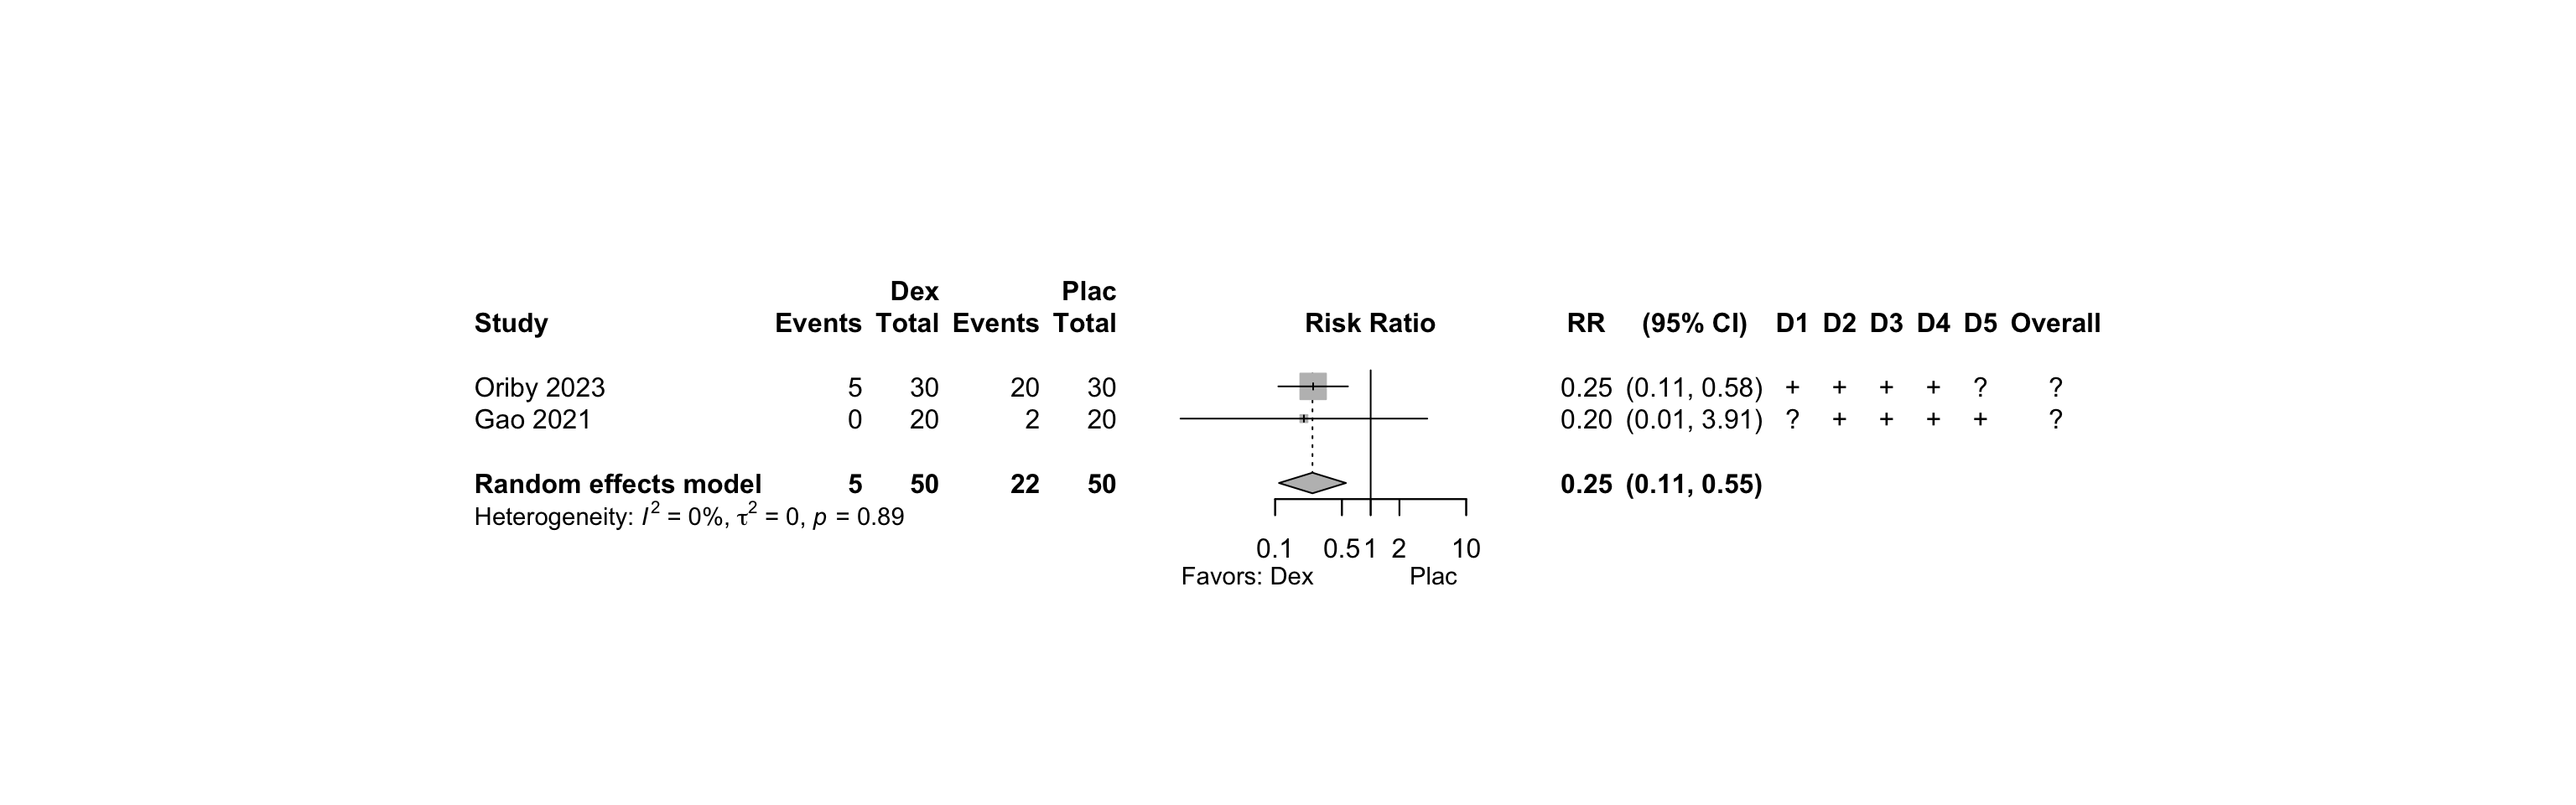 Dex Plac
Study Events Total Events Total Risk Ratio RR (95% CI) D1 D2 D3 D4 D5 Overall
Oriby 2023 5 30 20 30 0.25 (0.11, 0.58) + + + + ? ?
Gao 2021 0 20 2 20 0.20 (0.01, 3.91) ? + + + + ?
Random effects model 5 50 22 50 0.25 (0.11, 0.55)
Heterogeneity: I² = 0%, τ² = 0, p = 0.89
0.1 0.5 1 2 10
Favors: Dex Plac